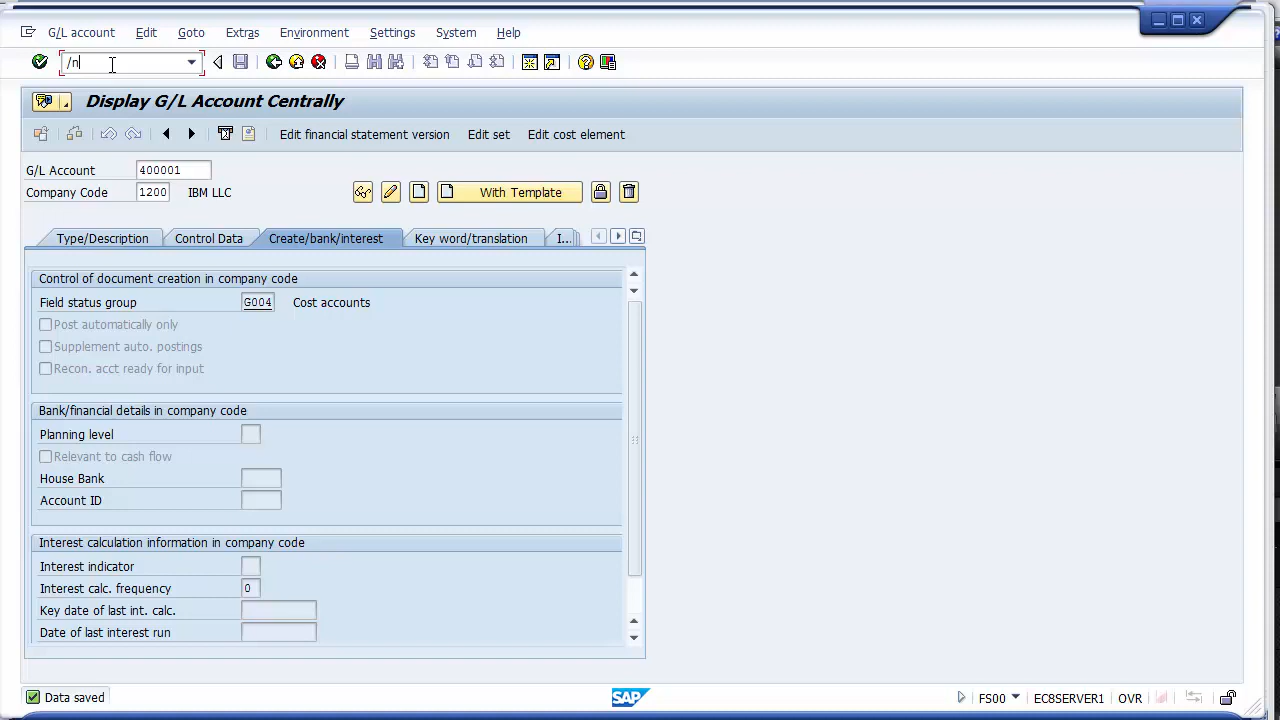 G/L account Edit Goto Extras Environment Settings System Help
/n
Display G/L Account Centrally
Edit financial statement version Edit set Edit cost element
G/L Account 400001
Company Code 1200 IBM LLC With Template
Type/Description Control Data Create/bank/interest Key word/translation I...
Control of document creation in company code
Field status group G004 Cost accounts
Post automatically only
Supplement auto. postings
Recon. acct ready for input
Bank/financial details in company code
Planning level
Relevant to cash flow
House Bank
Account ID
Interest calculation information in company code
Interest indicator
Interest calc. frequency 0
Key date of last int. calc.
Date of last interest run
Data saved SAP FS00 EC8SERVER1 OVR